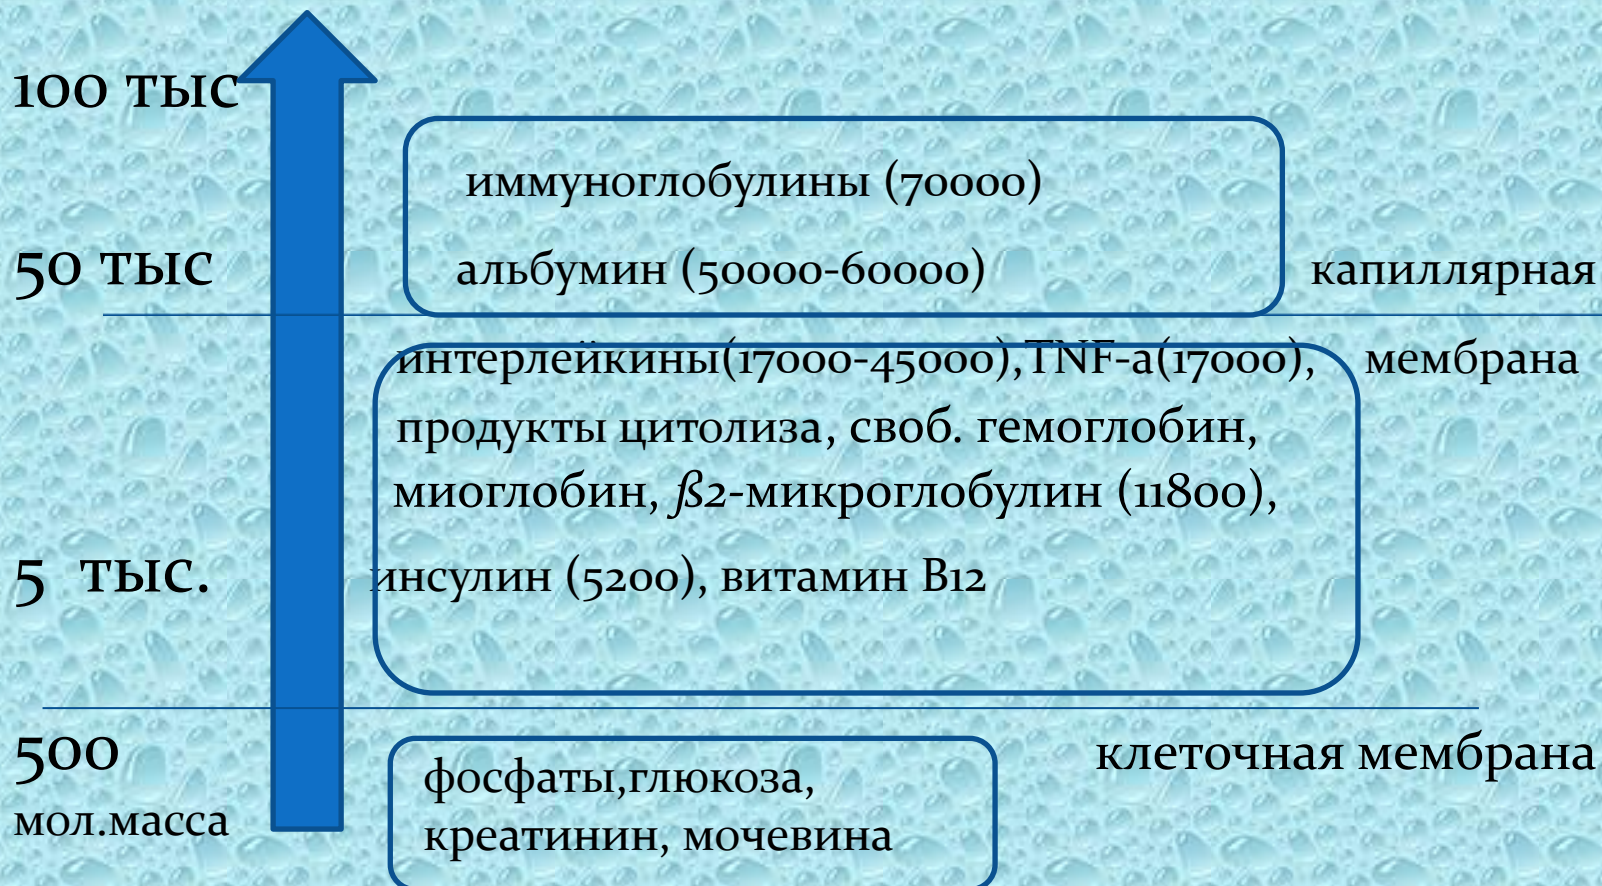 100 тыс
иммуноглобулины (70000)
50 тыс
альбумин (50000-60000)
капиллярная
интерлейкины(17000-45000),TNF-a(17000),
мембрана
продукты цитолиза, своб. гемоглобин,
миоглобин, ß2-микроглобулин (11800),
5 тыс.
инсулин (5200), витамин В12
500
клеточная мембрана
фосфаты,глюкоза,
мол.масса
креатинин, мочевина